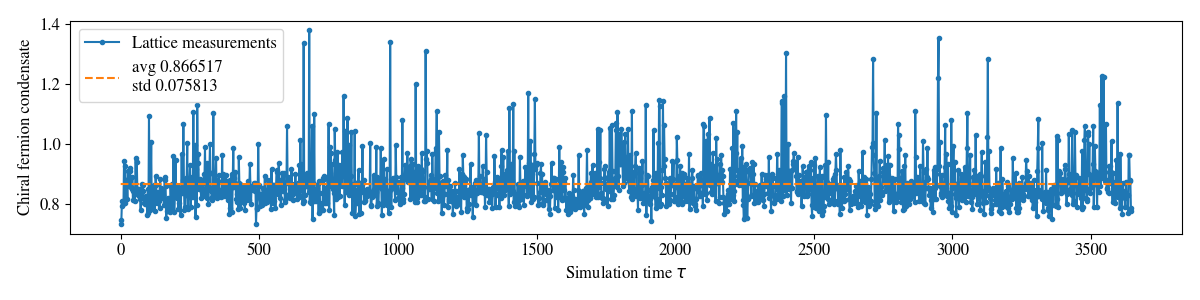 Chiral fermion condensate
1.4
1.2
1.0
0.8
Lattice measurements
avg 0.866517
std 0.075813
0
500
1000
1500
2000
2500
3000
3500
Simulation time τ